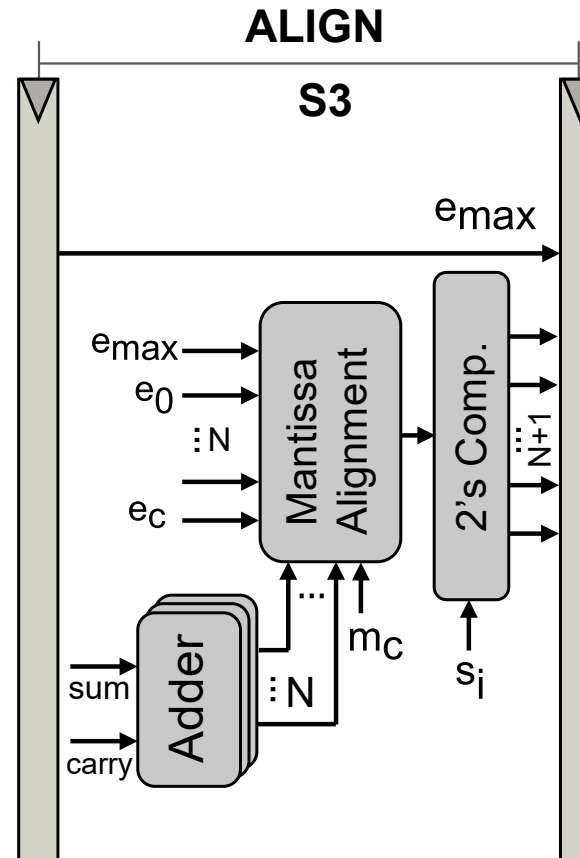 ALIGN
S3
emax
emax
e0
...N
ec
Mantissa
Alignment
2's Comp.
...N+1
...
mc
si
sum
carry
Adder
...N